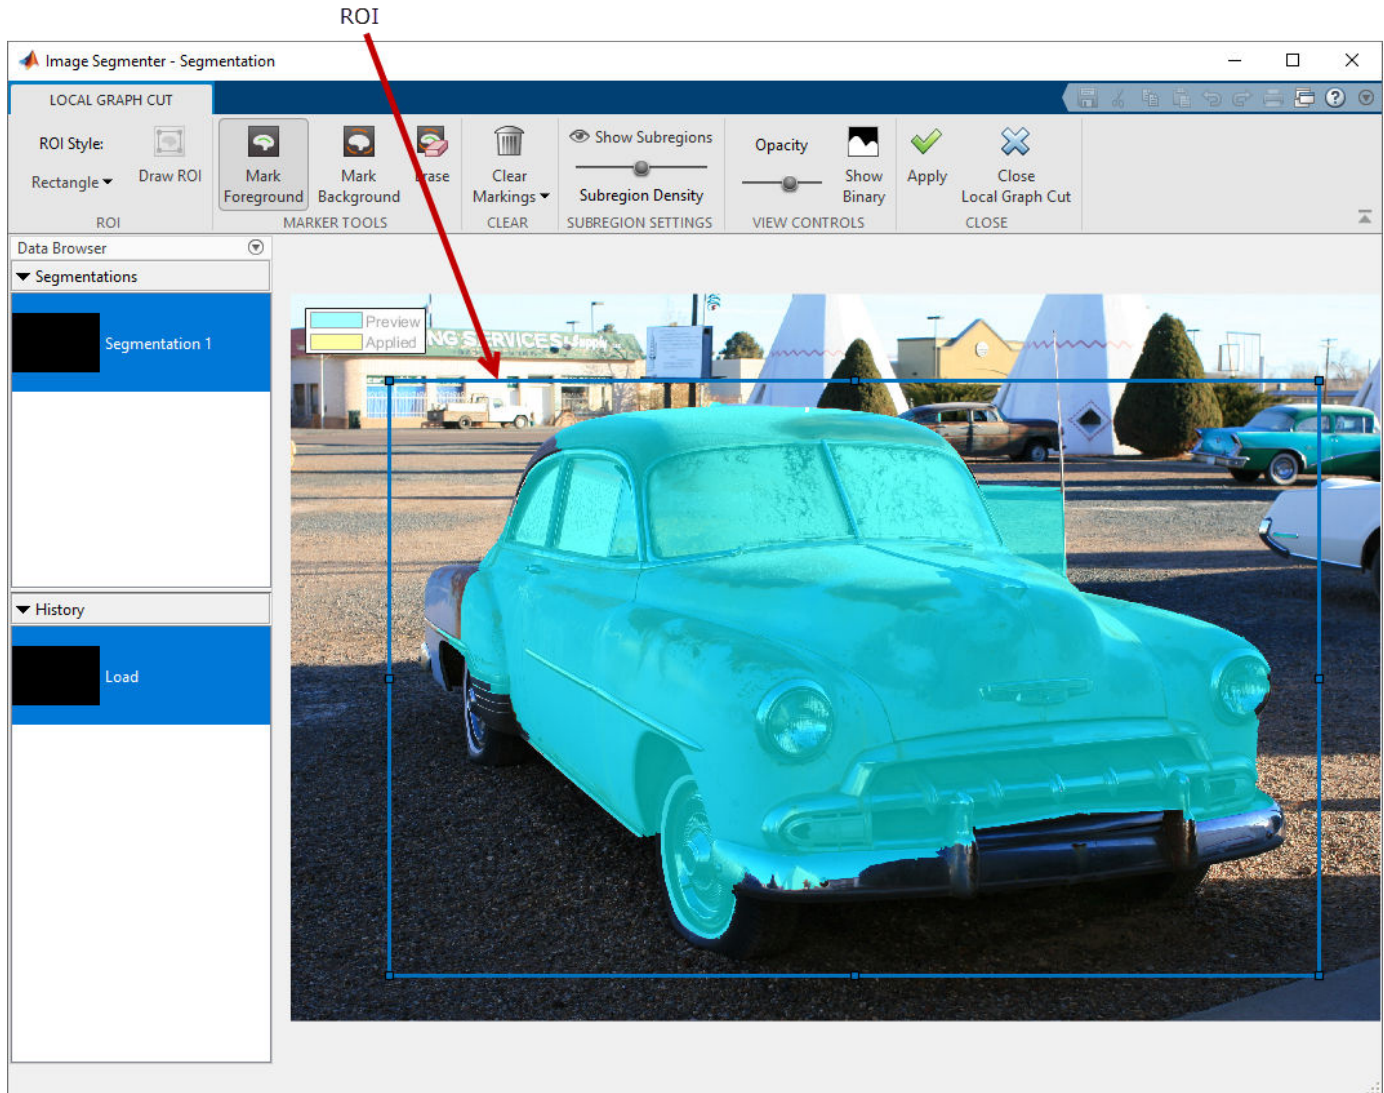 ROI
Image Segmenter - Segmentation
LOCAL GRAPH CUT
ROI Style:
Rectangle
Draw ROI
Mark
Foreground
Mark
Background
Erase
Clear
Markings
Show Subregions
Subregion Density
Opacity
Show
Binary
Apply
Close
Local Graph Cut
ROI
MARKER TOOLS
CLEAR
SUBREGION SETTINGS
VIEW CONTROLS
CLOSE
Data Browser
Segmentations
Segmentation 1
History
Load
Preview
Applied
NG SERVICES
Supply